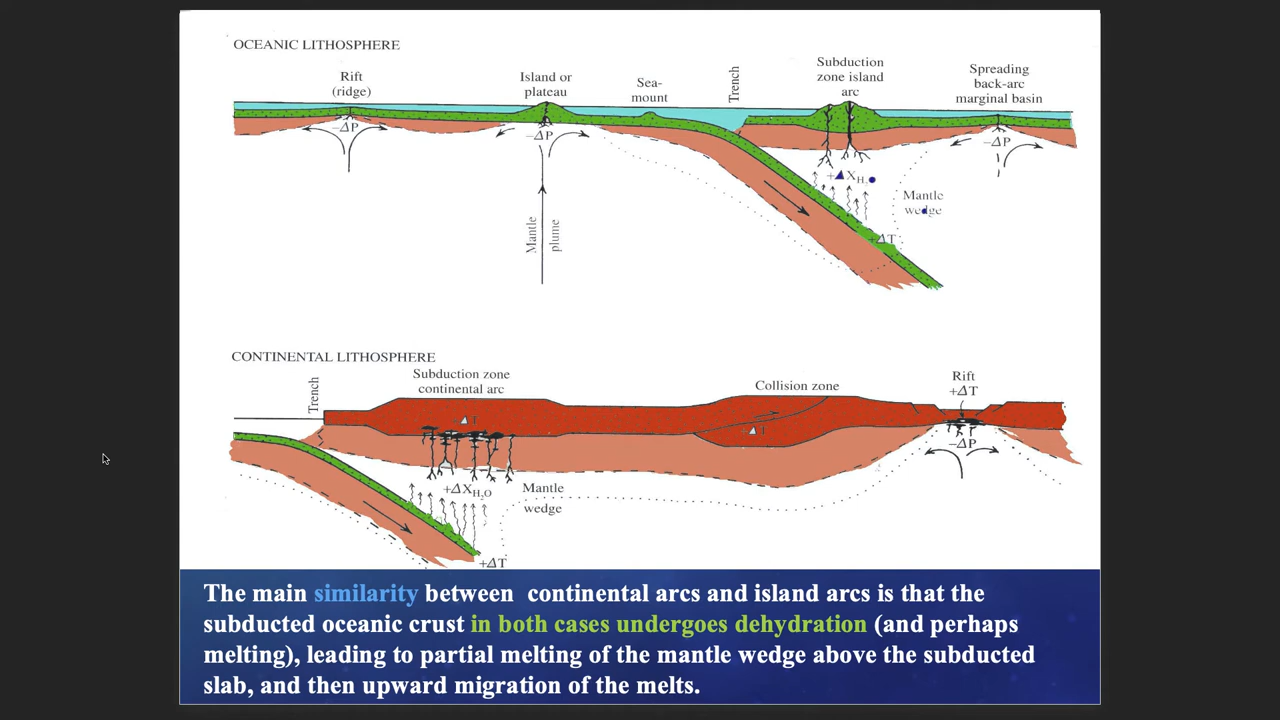 OCEANIC LITHOSPHERE
Rift
(ridge)
Island or
plateau
Sea-
mount
Trench
Subduction
zone island
arc
Spreading
back-arc
marginal basin
−ΔP
−ΔP
−ΔP
Mantle
plume
+ΔX
Mantle
wedge
+ΔT
CONTINENTAL LITHOSPHERE
Trench
Subduction zone
continental arc
Collision zone
Rift
+ΔT
Δ T
Δ T
−ΔP
+ΔXH₂O
Mantle
wedge
+ΔT
The main similarity between continental arcs and island arcs is that the
subducted oceanic crust in both cases undergoes dehydration (and perhaps
melting), leading to partial melting of the mantle wedge above the subducted
slab, and then upward migration of the melts.